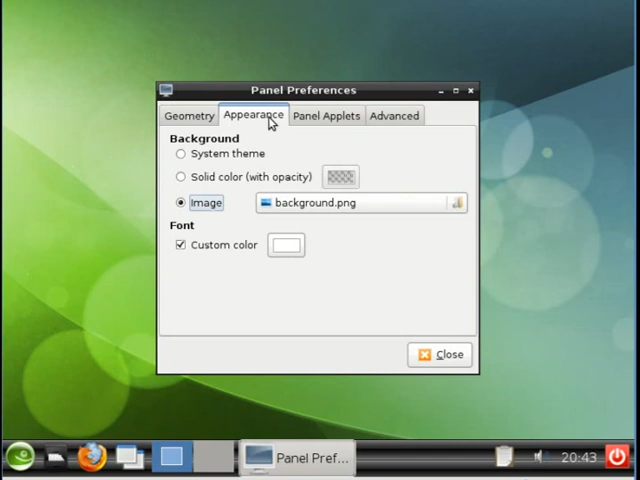 Panel Preferences
Geometry
Appearance
Panel Applets
Advanced
Background
System theme
Solid color (with opacity)
Image
background.png
Font
Custom color
Close
Panel Pref...
20:43